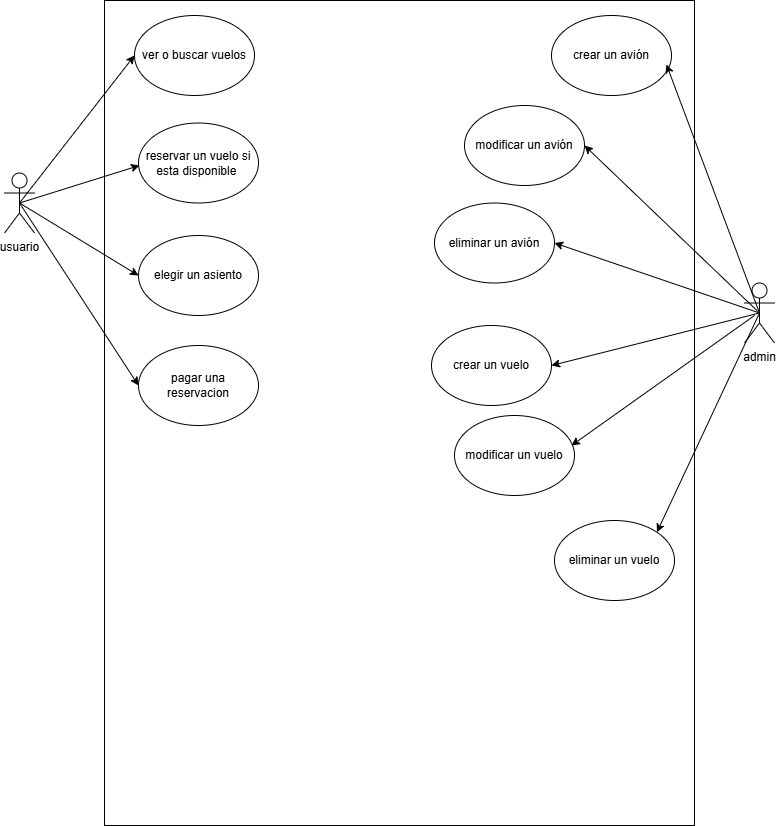 ver o buscar vuelos
crear un avión
modificar un avión
reservar un vuelo si
esta disponible
usuario
eliminar un avión
elegir un asiento
admin
crear un vuelo
pagar una
reservacion
modificar un vuelo
eliminar un vuelo